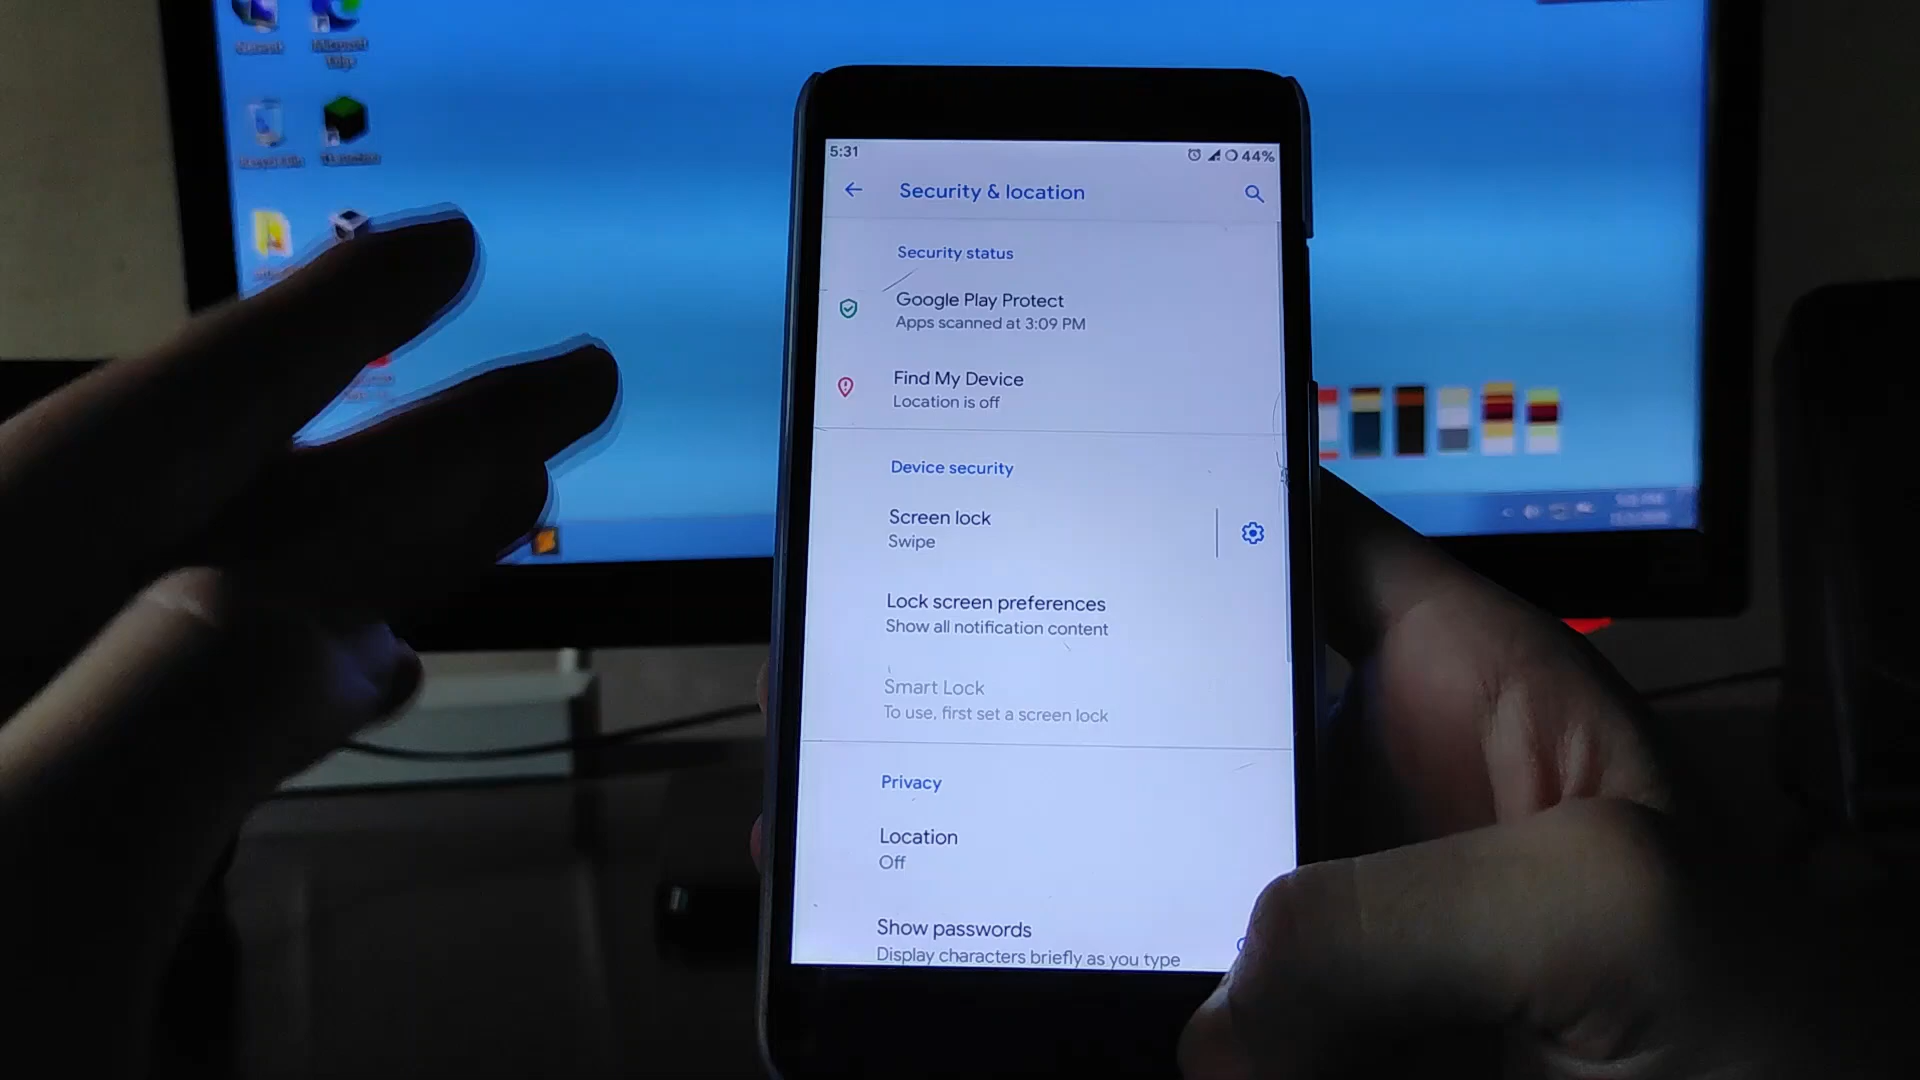 Microsoft
Edge
5:31
44%
Security & location
Security status
Google Play Protect
Apps scanned at 3:09 PM
Find My Device
Location is off
Device security
Screen lock
Swipe
Lock screen preferences
Show all notification content
Smart Lock
To use, first set a screen lock
Privacy
Location
Off
Show passwords
Display characters briefly as you type